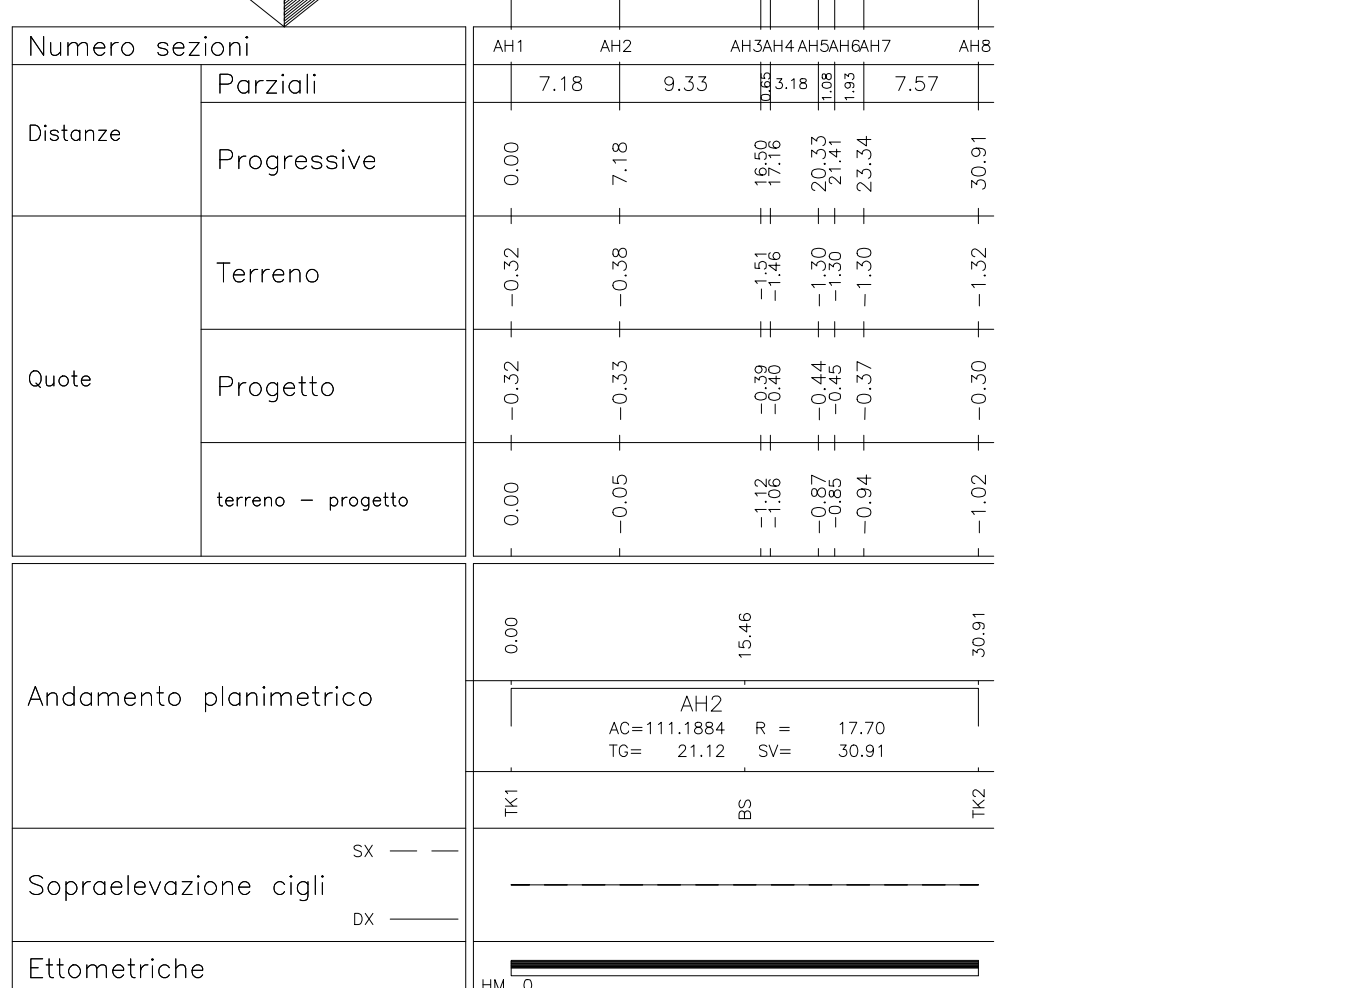 Numero sezioni AH1 AH2 AH3 AH4 AH5 AH6 AH7 AH8
Distanze
Parziali 7.18 9.33 0.65 3.18 1.08 1.93 7.57
Progressive 0.00 7.18 16.50 17.16 20.33 21.41 23.34 30.91
Quote
Terreno -0.32 -0.38 -1.51 -1.46 -1.30 -1.30 -1.30 -1.32
Progetto -0.32 -0.33 -0.39 -0.40 -0.44 -0.45 -0.37 -0.30
terreno - progetto 0.00 -0.05 -1.12 -1.06 -0.87 -0.85 -0.94 -1.02
Andamento planimetrico
0.00 15.46 30.91
AH2
AC=111.1884 R = 17.70
TG= 21.12 SV= 30.91
TK1 BS TK2
SX
Sopraelevazione cigli
DX
Ettometriche
HM 0